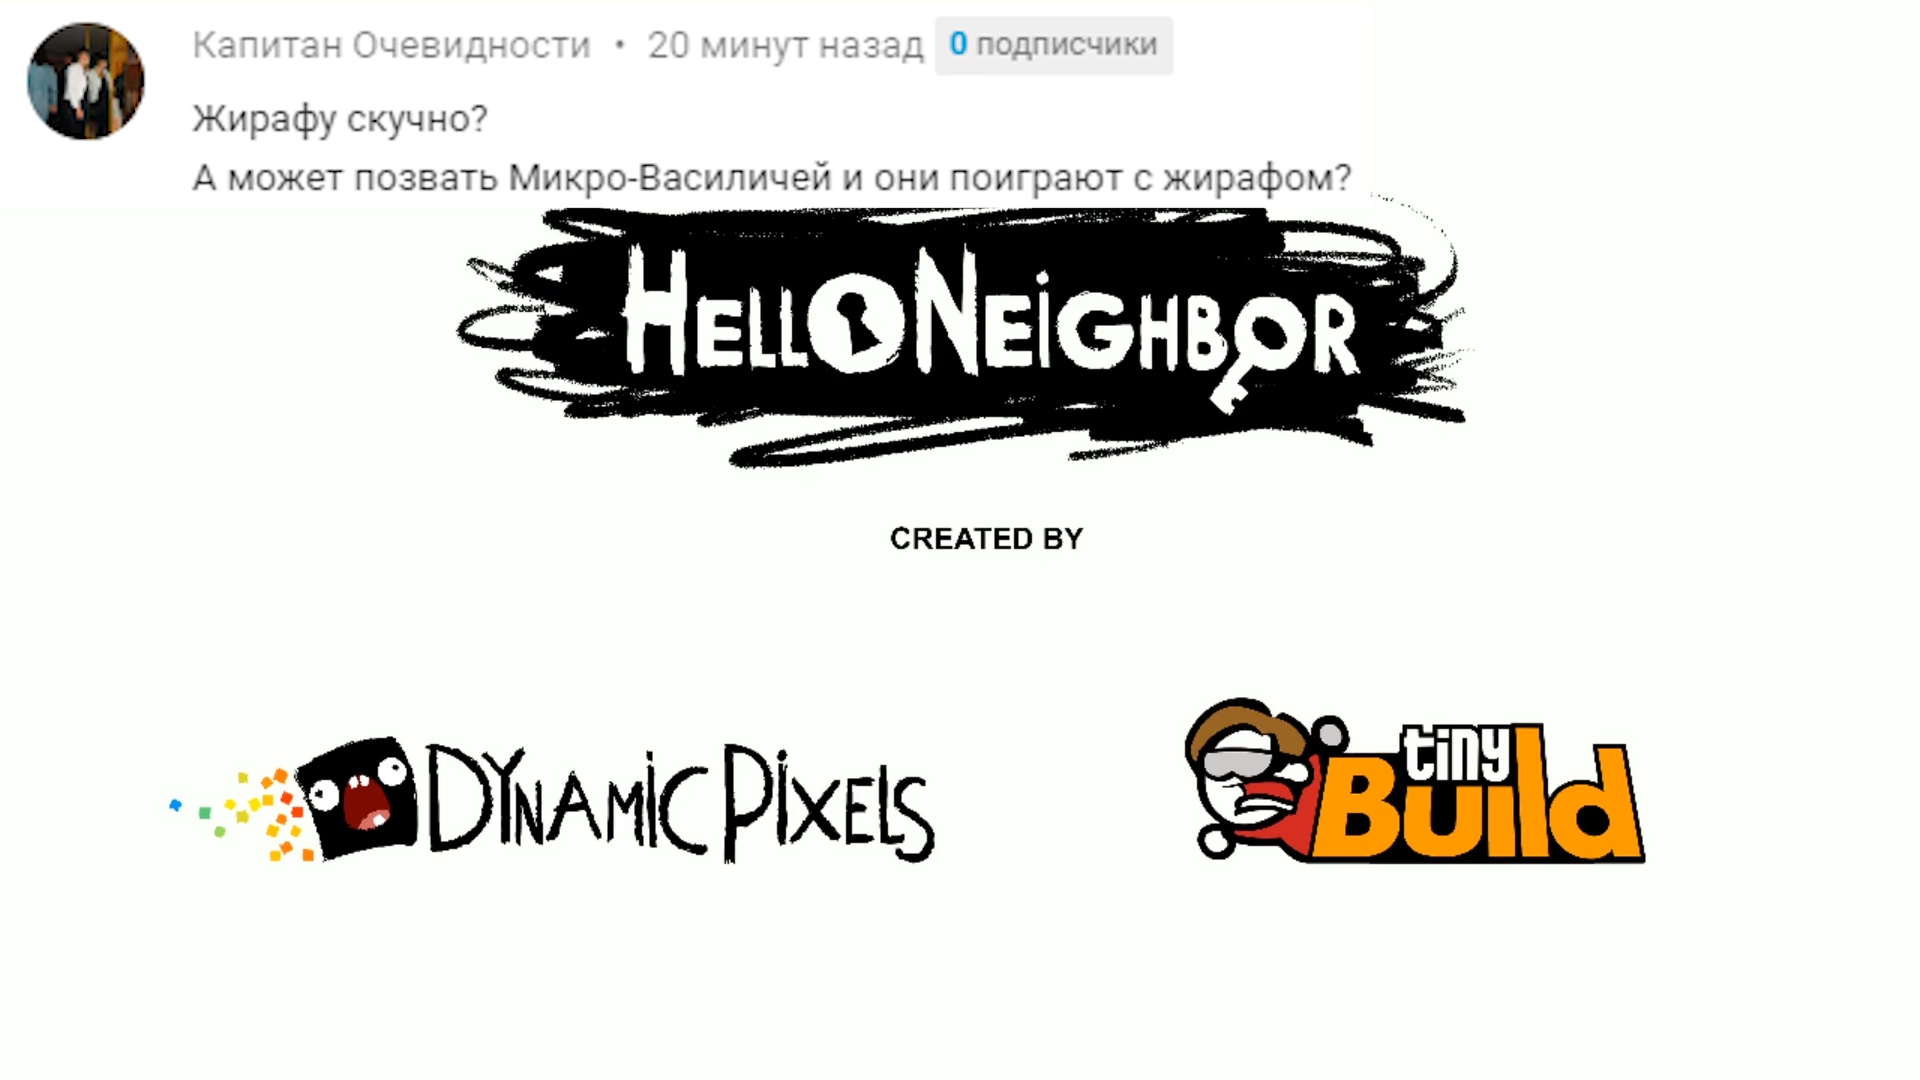 Капитан Очевидности • 20 минут назад 0 подписчики
Жирафу скучно?
А может позвать Микро-Василичей и они поиграют с жирафом?
HELLO NEIGHBOR
CREATED BY
DYNAMIC PIXELS
tiny
Build